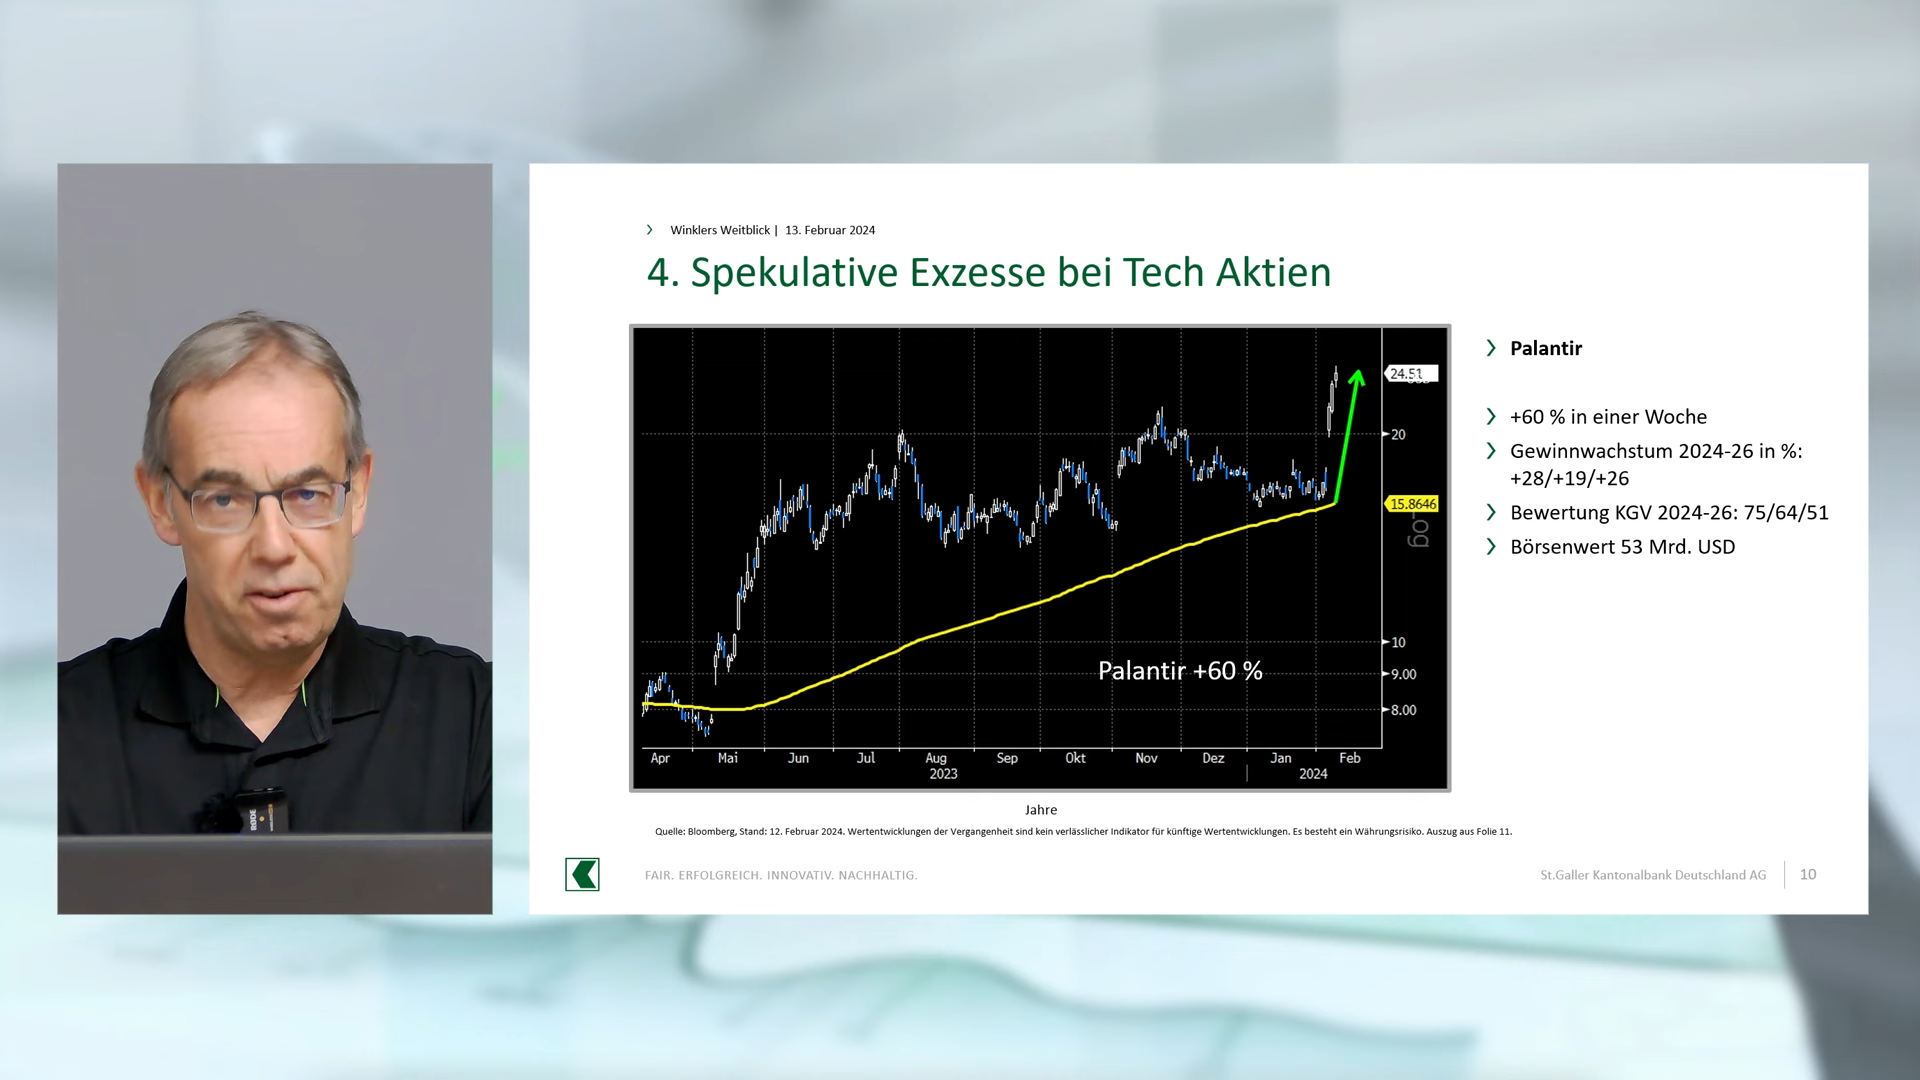 Winklers Weitblick | 13. Februar 2024
4. Spekulative Exzesse bei Tech Aktien
24.51
20
15.8646
Log
10
9.00
8.00
Palantir +60 %
Apr Mai Jun Jul Aug Sep Okt Nov Dez Jan Feb
2023 2024
Jahre
Palantir
+60 % in einer Woche
Gewinnwachstum 2024-26 in %:
+28/+19/+26
Bewertung KGV 2024-26: 75/64/51
Börsenwert 53 Mrd. USD
Quelle: Bloomberg, Stand: 12. Februar 2024. Wertentwicklungen der Vergangenheit sind kein verlässlicher Indikator für künftige Wertentwicklungen. Es besteht ein Währungsrisiko. Auszug aus Folie 11.
FAIR. ERFOLGREICH. INNOVATIV. NACHHALTIG.
St.Galler Kantonalbank Deutschland AG 10
RØDE